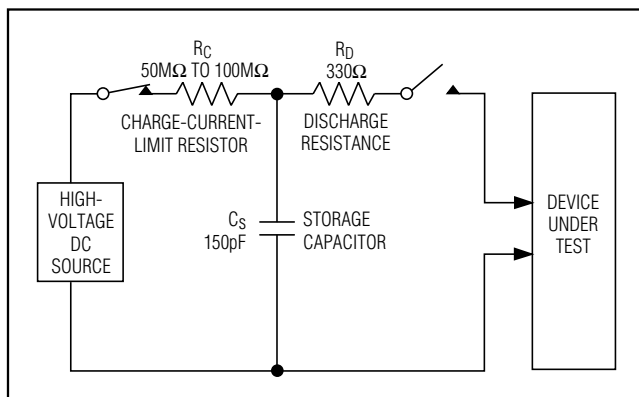 RC
50MΩ TO 100MΩ
CHARGE-CURRENT-
LIMIT RESISTOR
RD
330Ω
DISCHARGE
RESISTANCE
HIGH-
VOLTAGE
DC
SOURCE
CS
150pF
STORAGE
CAPACITOR
DEVICE
UNDER
TEST